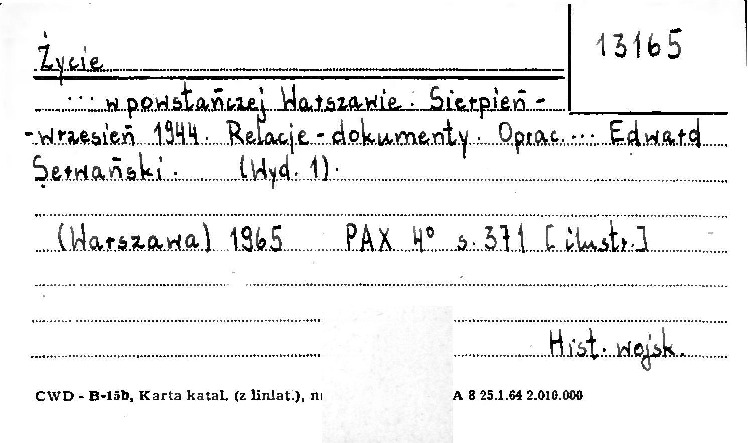 13165
Życie
... w powstańczej Warszawie. Sierpień -
- wrzesień 1944. Relacje - dokumenty. Oprac. ... Edward
Serwański. (Wyd. 1).
(Warszawa) 1965 PAX 4° s. 371 [ilustr.]
Hist. wojsk.
CWD - B-15b, Karta katal. (z liniat.), A 8 25.1.64 2.010.000